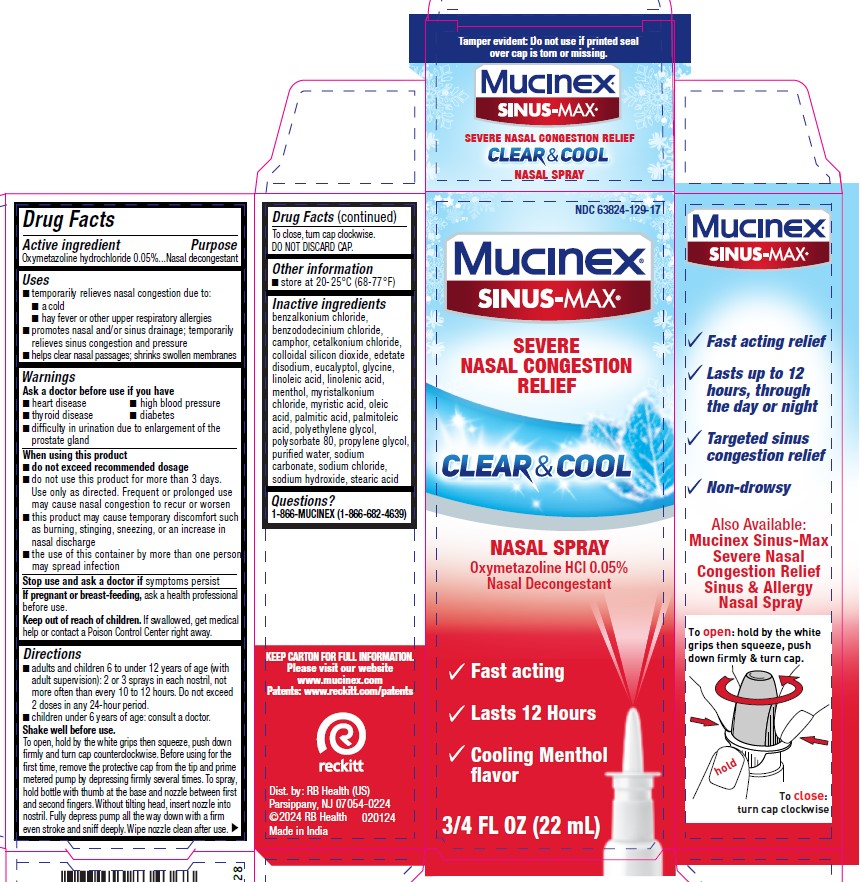 Tamper evident: Do not use if printed seal
over cap is torn or missing.
Mucinex
SINUS-MAX®
SEVERE NASAL CONGESTION RELIEF
CLEAR & COOL
NASAL SPRAY
Drug Facts
Active ingredient Purpose
Oxymetazoline hydrochloride 0.05%...Nasal decongestant
Uses
■ temporarily relieves nasal congestion due to:
■ a cold
■ hay fever or other upper respiratory allergies
■ promotes nasal and/or sinus drainage; temporarily
relieves sinus congestion and pressure
■ helps clear nasal passages; shrinks swollen membranes
Warnings
Ask a doctor before use if you have
■ heart disease ■ high blood pressure
■ thyroid disease ■ diabetes
■ difficulty in urination due to enlargement of the
prostate gland
When using this product
■ do not exceed recommended dosage
■ do not use this product for more than 3 days.
Use only as directed. Frequent or prolonged use
may cause nasal congestion to recur or worsen
■ this product may cause temporary discomfort such
as burning, stinging, sneezing, or an increase in
nasal discharge
■ the use of this container by more than one person
may spread infection
Stop use and ask a doctor if symptoms persist
If pregnant or breast-feeding, ask a health professional
before use.
Keep out of reach of children. If swallowed, get medical
help or contact a Poison Control Center right away.
Directions
■ adults and children 6 to under 12 years of age (with
adult supervision): 2 or 3 sprays in each nostril, not
more often than every 10 to 12 hours. Do not exceed
2 doses in any 24-hour period.
■ children under 6 years of age: consult a doctor.
Shake well before use.
To open, hold by the white grips then squeeze, push down
firmly and turn cap counterclockwise. Before using for the
first time, remove the protective cap from the tip and prime
metered pump by depressing firmly several times. To spray,
hold bottle with thumb at the base and nozzle between first
and second fingers. Without tilting head, insert nozzle into
nostril. Fully depress pump all the way down with a firm
even stroke and sniff deeply. Wipe nozzle clean after use. ▶
28
Drug Facts (continued)
To close, turn cap clockwise.
DO NOT DISCARD CAP.
Other information
■ store at 20-25°C (68-77°F)
Inactive ingredients
benzalkonium chloride,
benzododecinium chloride,
camphor, cetalkonium chloride,
colloidal silicon dioxide, edetate
disodium, eucalyptol, glycine,
linoleic acid, linolenic acid,
menthol, myristalkonium
chloride, myristic acid, oleic
acid, palmitic acid, palmitoleic
acid, polyethylene glycol,
polysorbate 80, propylene glycol,
purified water, sodium
carbonate, sodium chloride,
sodium hydroxide, stearic acid
Questions?
1-866-MUCINEX (1-866-682-4639)
KEEP CARTON FOR FULL INFORMATION.
Please visit our website
www.mucinex.com
Patents: www.reckitt.com/patents
reckitt
Dist. by: RB Health (US)
Parsippany, NJ 07054-0224
©2024 RB Health 020124
Made in India
NDC 63824-129-17
Mucinex®
SINUS-MAX®
SEVERE
NASAL CONGESTION
RELIEF
CLEAR & COOL
NASAL SPRAY
Oxymetazoline HCl 0.05%
Nasal Decongestant
✓ Fast acting
✓ Lasts 12 Hours
✓ Cooling Menthol
flavor
3/4 FL OZ (22 mL)
Mucinex®
SINUS-MAX®
✓ Fast acting relief
✓ Lasts up to 12
hours, through
the day or night
✓ Targeted sinus
congestion relief
✓ Non-drowsy
Also Available:
Mucinex Sinus-Max
Severe Nasal
Congestion Relief
Sinus & Allergy
Nasal Spray
To open: hold by the white
grips then squeeze, push
down firmly & turn cap.
hold
To close:
turn cap clockwise